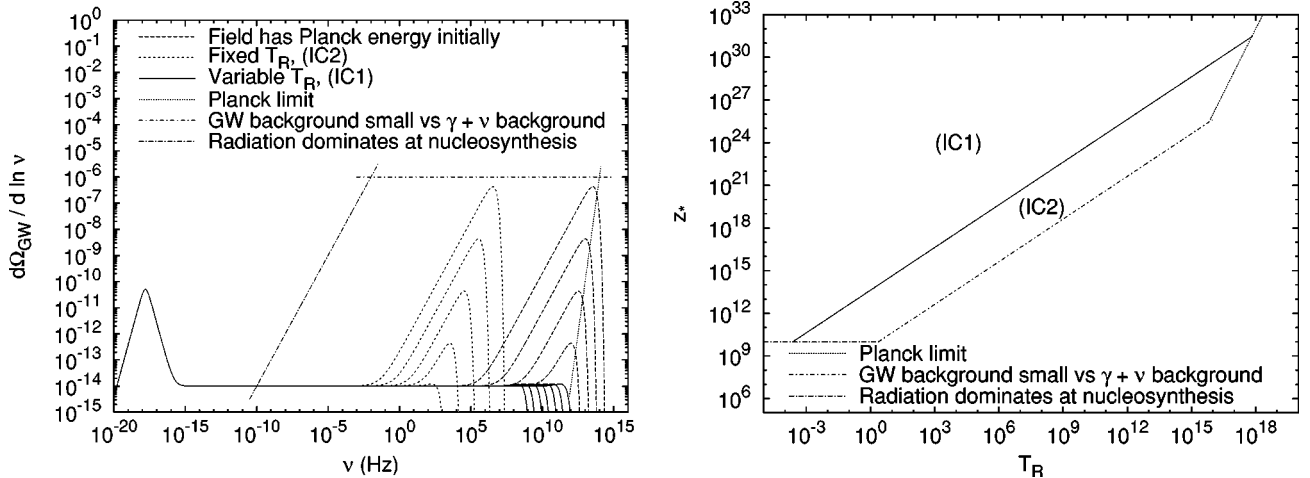 10^0
10^-1
10^-2
10^-3
10^-4
10^-5
10^-6
10^-7
10^-8
10^-9
10^-10
10^-11
10^-12
10^-13
10^-14
10^-15
dΩ_GW / d ln ν
Field has Planck energy initially
Fixed T_R, (IC2)
Variable T_R, (IC1)
Planck limit
GW background small vs γ + ν background
Radiation dominates at nucleosynthesis
10^-20
10^-15
10^-10
10^-5
10^0
10^5
10^10
10^15
ν (Hz)
10^33
10^30
10^27
10^24
10^21
10^18
10^15
10^12
10^9
10^6
z_*
(IC1)
(IC2)
Planck limit
GW background small vs γ + ν background
Radiation dominates at nucleosynthesis
10^-3
10^0
10^3
10^6
10^9
10^12
10^15
10^18
T_R